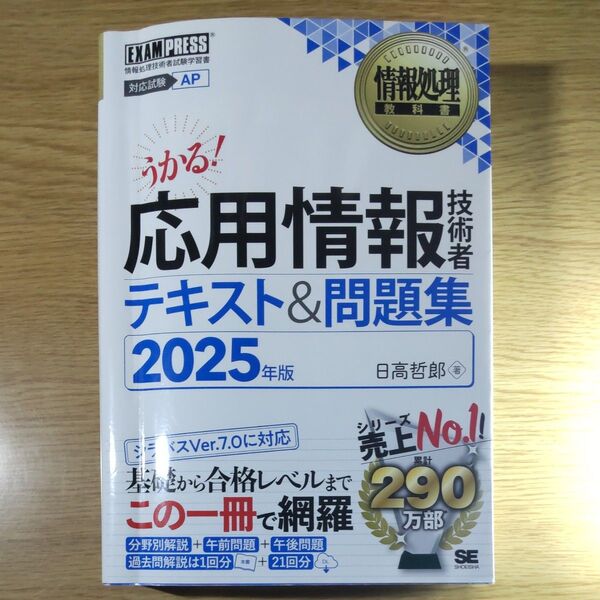 EXAMPRESS®
情報処理技術者試験学習書
対応試験 AP
情報処理
教科書
うかる!
応用情報技術者
テキスト&問題集
2025年版
日高哲郎 著
シラバスVer.7.0に対応
基礎から合格レベルまで
この一冊で網羅
分野別解説+午前問題+午後問題
過去問解説は1回分 本書 +21回分 DL
シリーズ
売上No.1!
累計
290
万部
SE
SHOEISHA